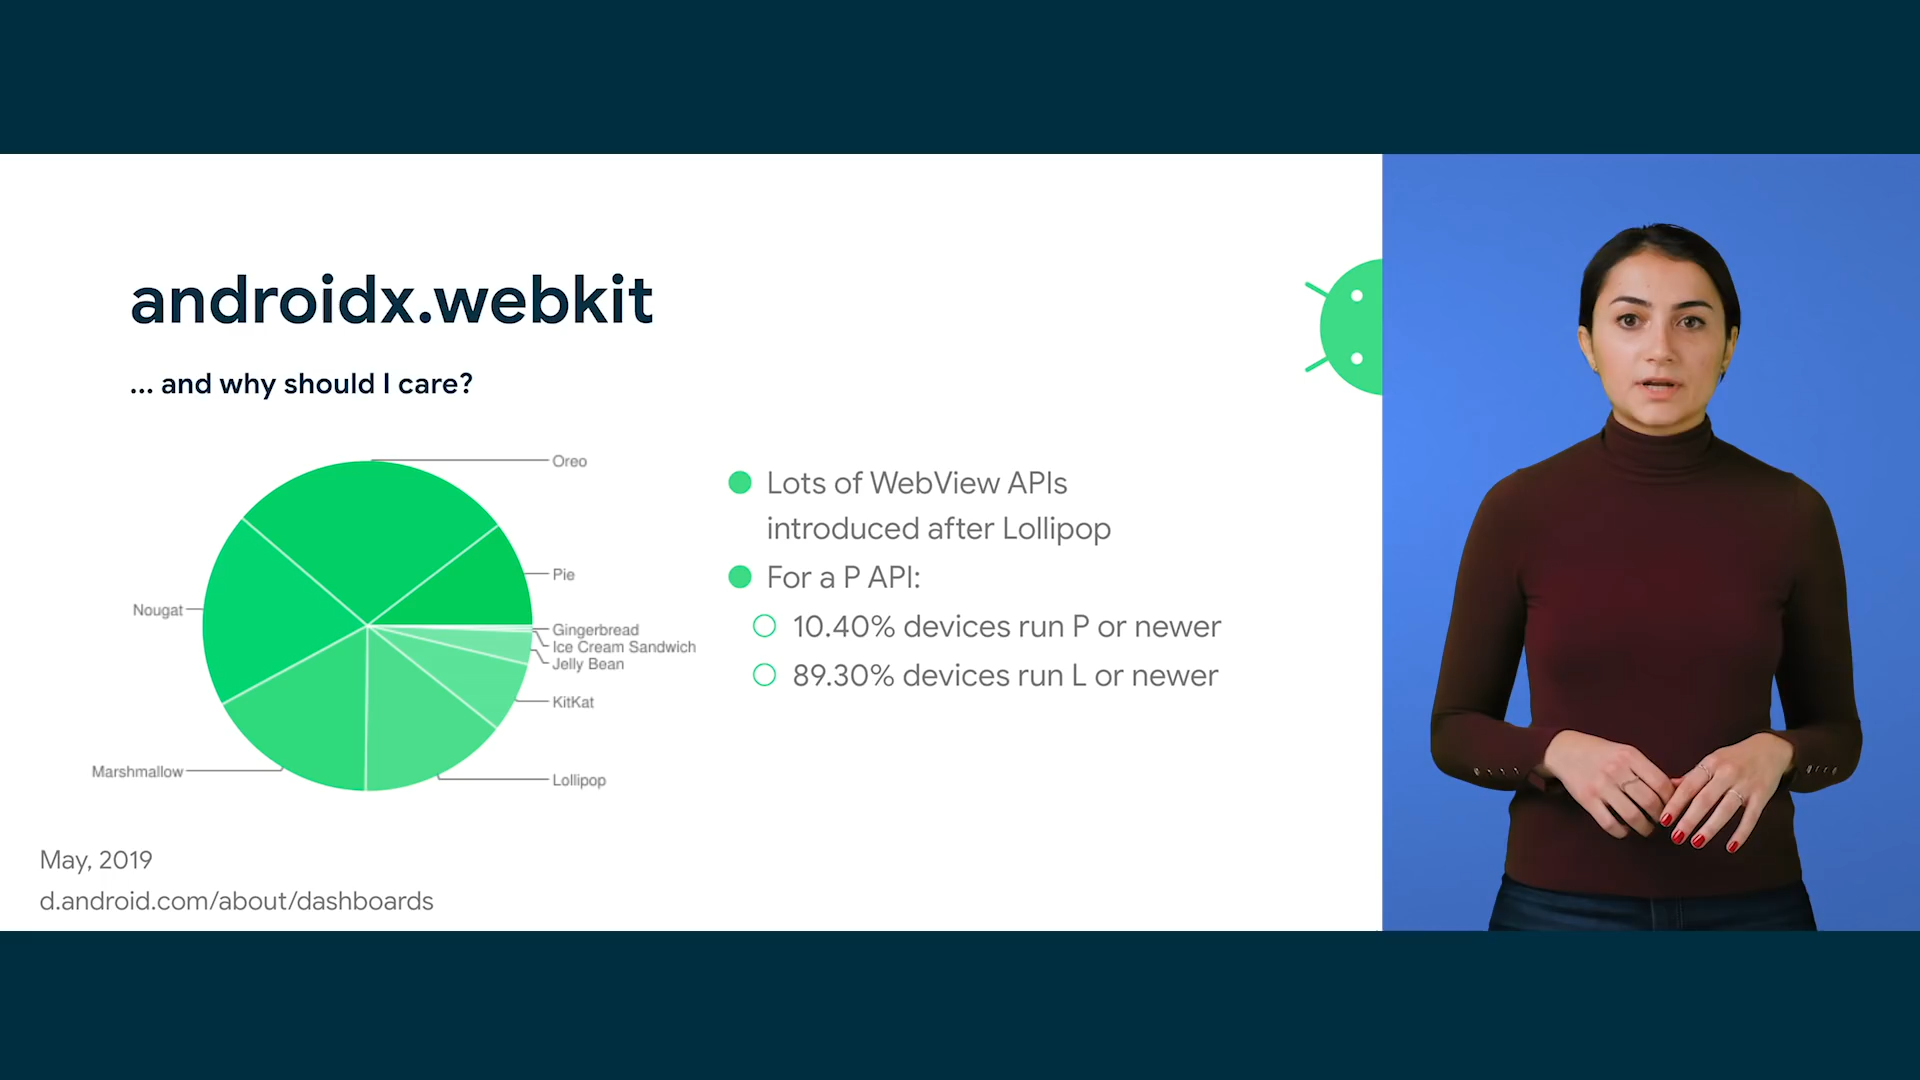 androidx.webkit
... and why should I care?
Oreo
Pie
Nougat
Gingerbread
Ice Cream Sandwich
Jelly Bean
KitKat
Marshmallow
Lollipop
Lots of WebView APIs
introduced after Lollipop
For a P API:
10.40% devices run P or newer
89.30% devices run L or newer
May, 2019
d.android.com/about/dashboards